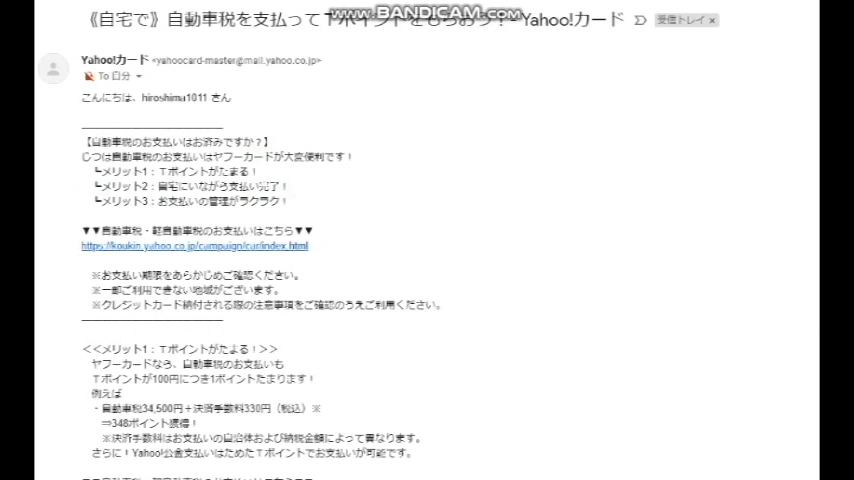 《自宅で》自動車税を支払ってTポイントをもらおう! - Yahoo!カード 受信トレイ ×
www.BANDICAM.com
Yahoo!カード <yahoocard-master@mail.yahoo.co.jp>
To 自分
こんにちは、hiroshima1011 さん
【自動車税のお支払いはお済みですか?】
じつは自動車税のお支払いはヤフーカードが大変便利です!
┗メリット1:Tポイントがたまる!
┗メリット2:自宅にいながら支払い完了!
┗メリット3:お支払いの管理がラクラク!
▼▼自動車税・軽自動車税のお支払いはこちら▼▼
https://koukin.yahoo.co.jp/campaign/car/index.html
※お支払い期限をあらかじめご確認ください。
※一部ご利用できない地域がございます。
※クレジットカード納付される際の注意事項をご確認のうえご利用ください。
<<メリット1:Tポイントがたまる!>>
ヤフーカードなら、自動車税のお支払いも
Tポイントが100円につき1ポイントたまります!
例えば
・自動車税34,500円+決済手数料330円(税込)※
⇒348ポイント獲得!
※決済手数料はお支払いの自治体および納税金額によって異なります。
さらに!Yahoo!公金支払いはためたTポイントでお支払いが可能です。